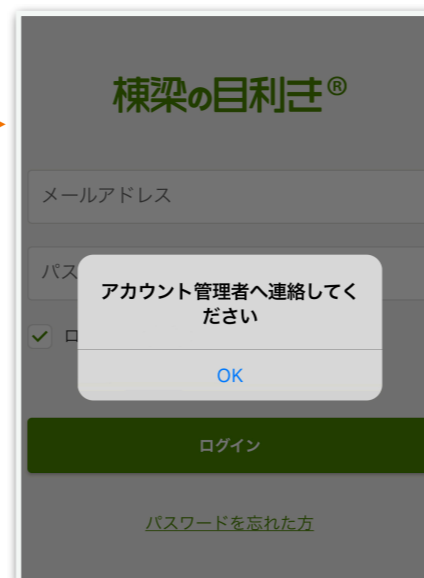 棟梁の目利き®
メールアドレス
パス
アカウント管理者へ連絡してく
ださい
ロ
OK
ログイン
パスワードを忘れた方